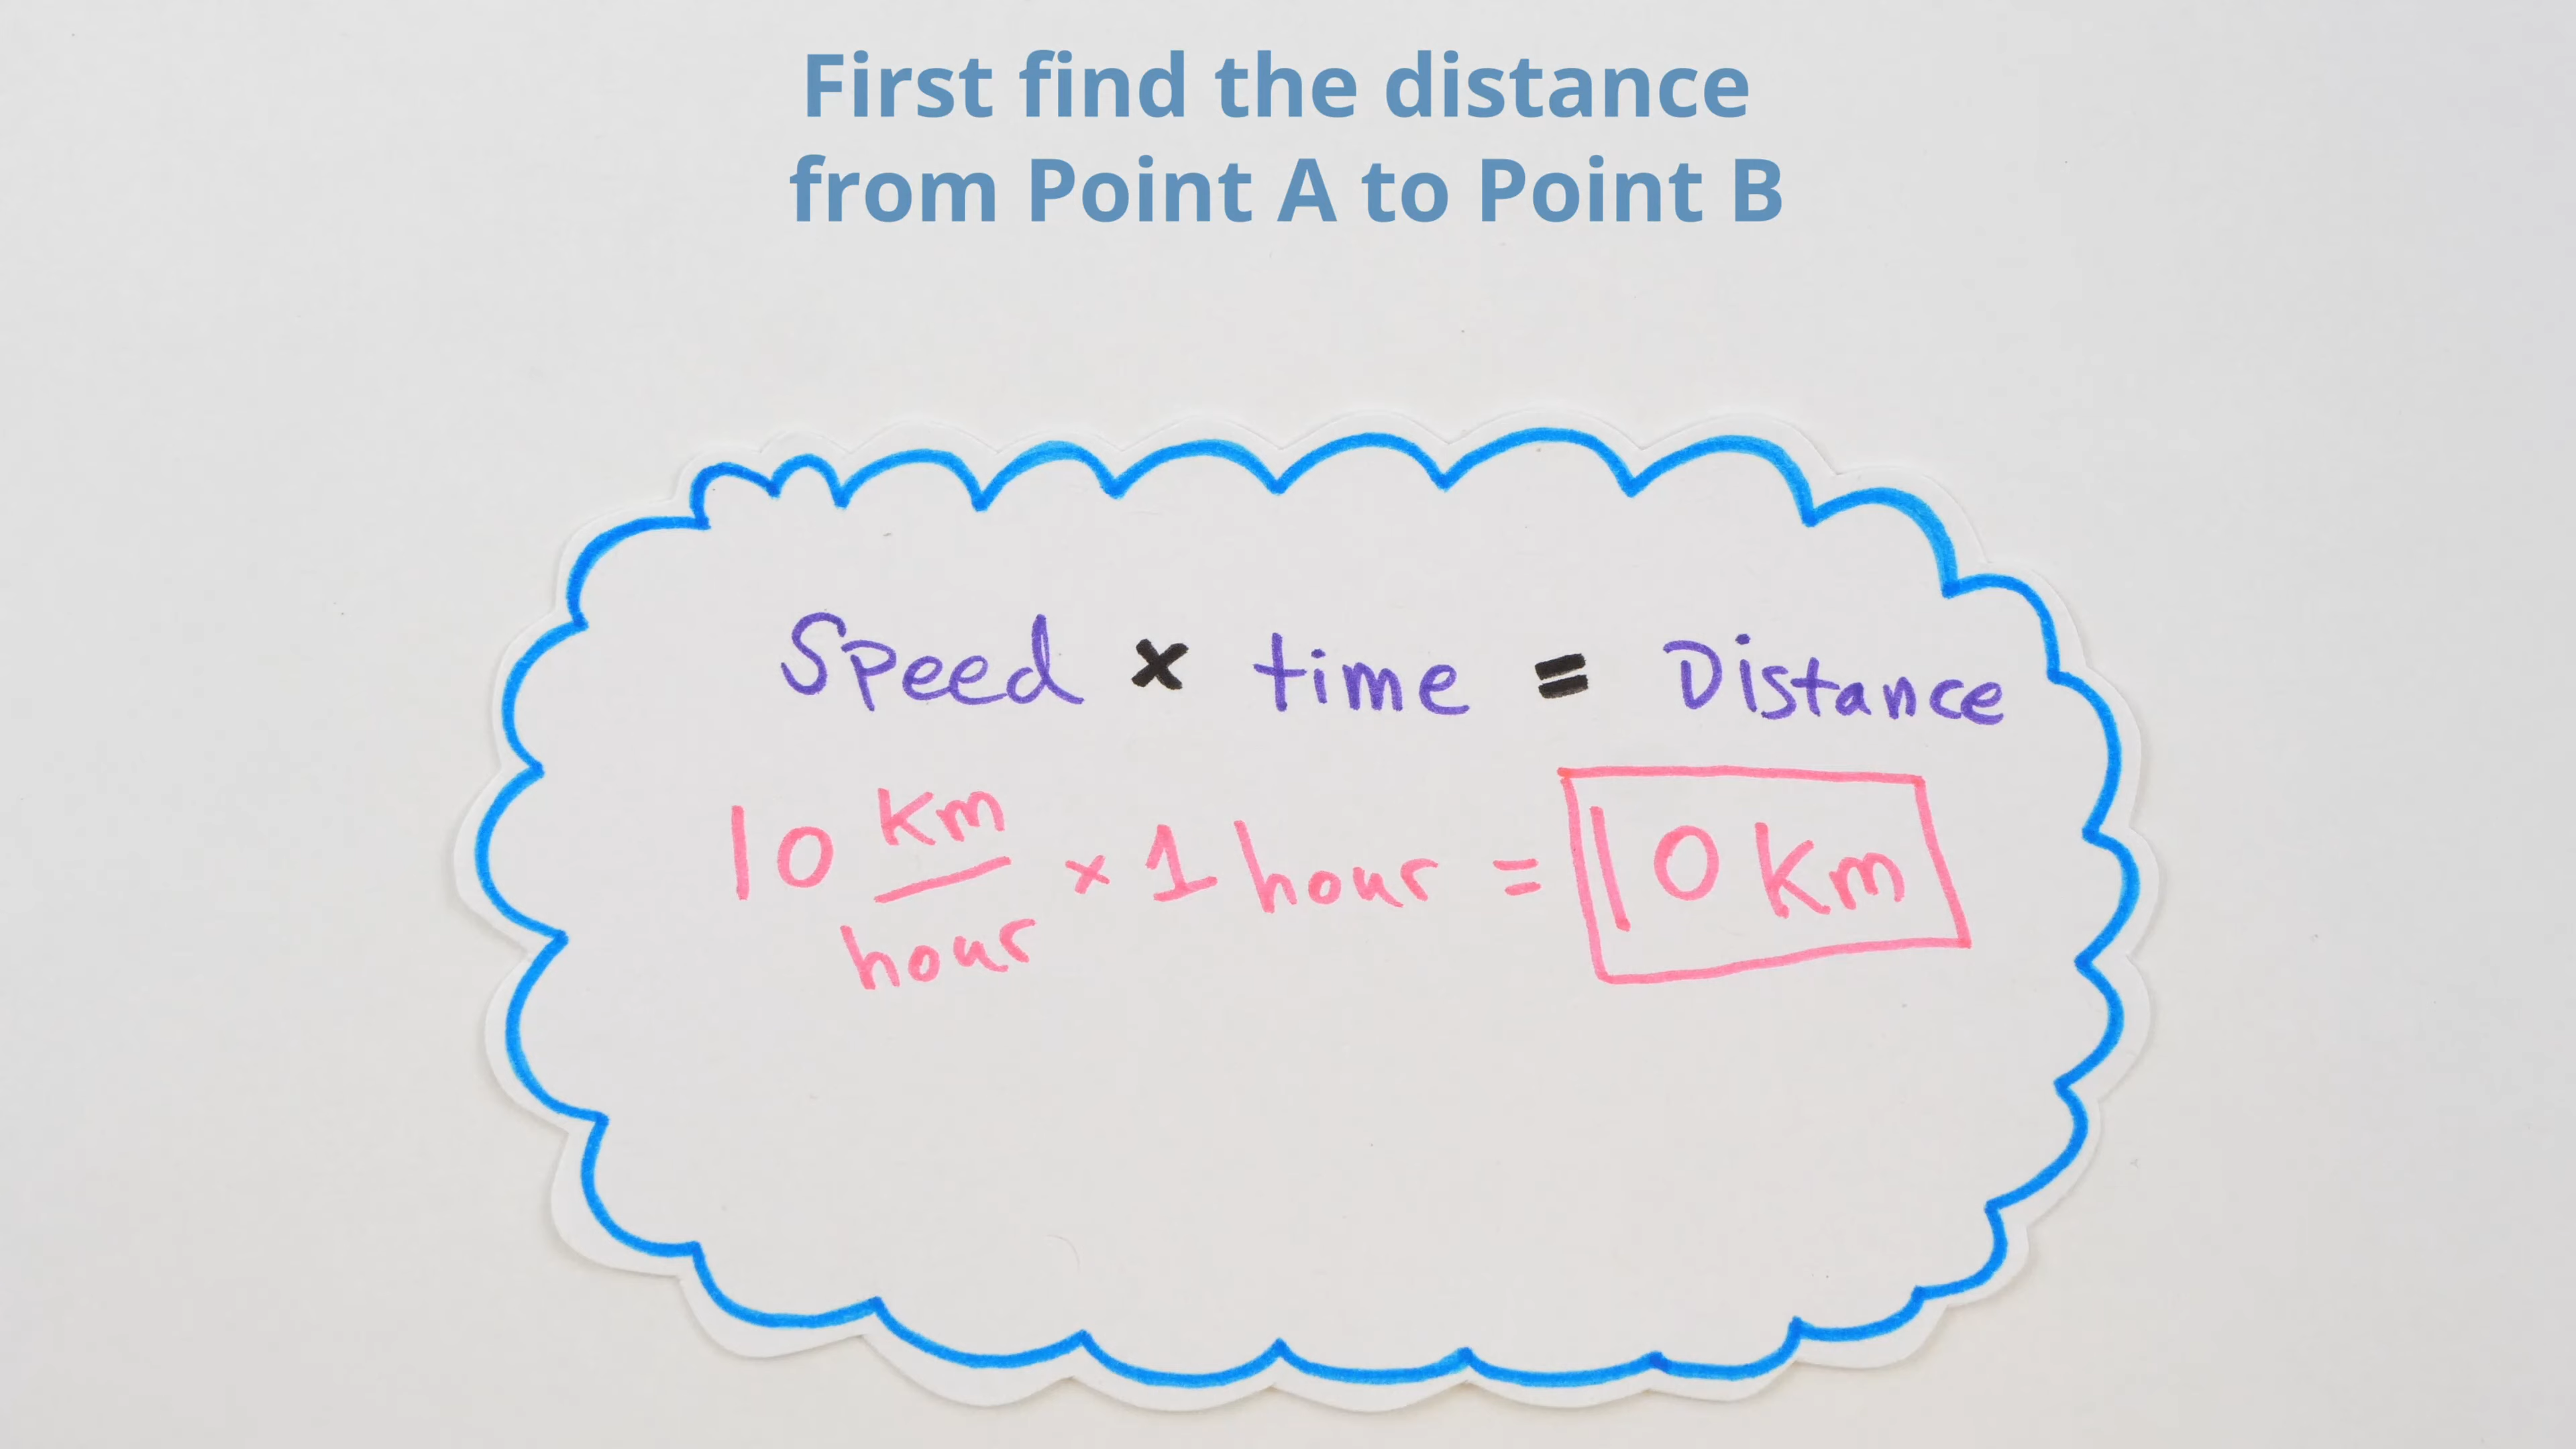 First find the distance
from Point A to Point B
Speed × time = Distance
10 km/hour × 1 hour = 10 km